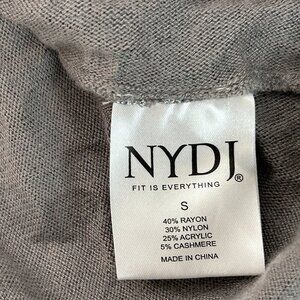 NYDJ®
FIT IS EVERYTHING
S
40% RAYON
30% NYLON
25% ACRYLIC
5% CASHMERE
MADE IN CHINA